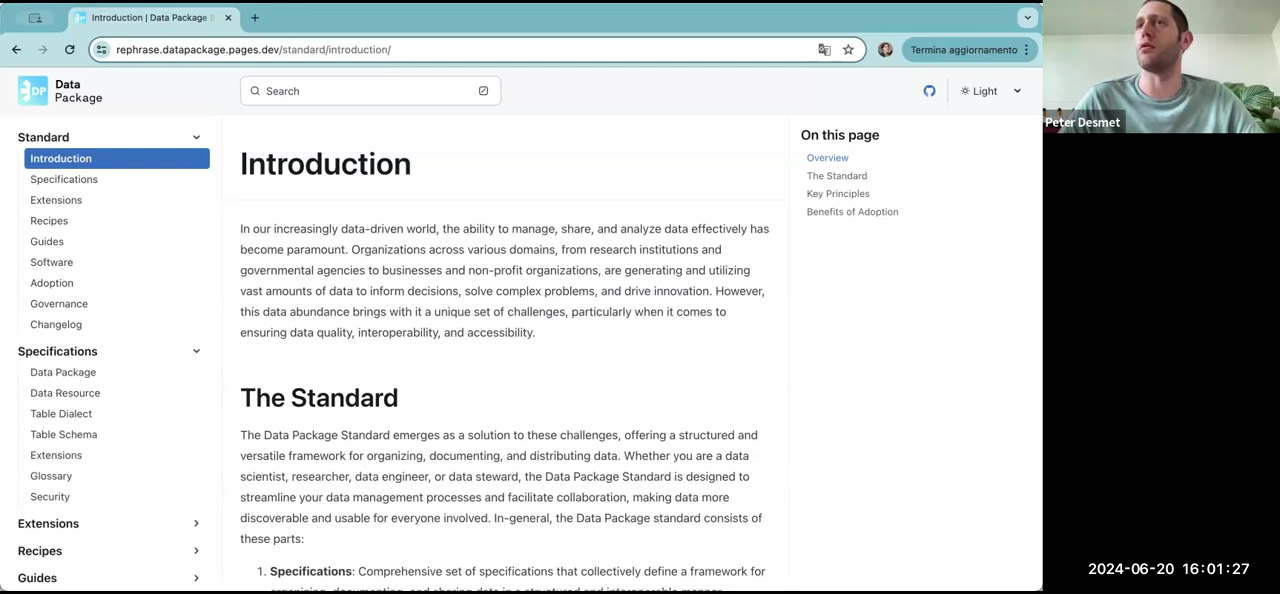 Introduction | Data Package S
rephrase.datapackage.pages.dev/standard/introduction/
Termina aggiornamento
DP
Data
Package
Search
Light
Standard
Introduction
Specifications
Extensions
Recipes
Guides
Software
Adoption
Governance
Changelog
Specifications
Data Package
Data Resource
Table Dialect
Table Schema
Extensions
Glossary
Security
Extensions
Recipes
Guides
Introduction
In our increasingly data-driven world, the ability to manage, share, and analyze data effectively has
become paramount. Organizations across various domains, from research institutions and
governmental agencies to businesses and non-profit organizations, are generating and utilizing
vast amounts of data to inform decisions, solve complex problems, and drive innovation. However,
this data abundance brings with it a unique set of challenges, particularly when it comes to
ensuring data quality, interoperability, and accessibility.
The Standard
The Data Package Standard emerges as a solution to these challenges, offering a structured and
versatile framework for organizing, documenting, and distributing data. Whether you are a data
scientist, researcher, data engineer, or data steward, the Data Package Standard is designed to
streamline your data management processes and facilitate collaboration, making data more
discoverable and usable for everyone involved. In-general, the Data Package standard consists of
these parts:
1. Specifications: Comprehensive set of specifications that collectively define a framework for
organizing, documenting, and sharing data in a structured and interoperable manner.
On this page
Overview
The Standard
Key Principles
Benefits of Adoption
Peter Desmet
2024-06-20 16:01:27